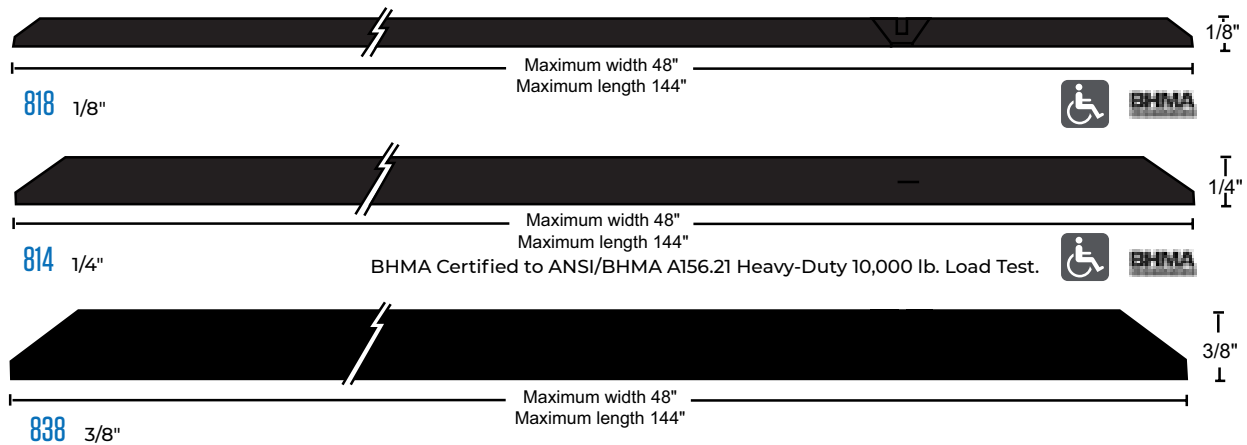 1/8"
Maximum width 48"
Maximum length 144"
818 1/8"
BHMA
1/4"
Maximum width 48"
Maximum length 144"
814 1/4"
BHMA Certified to ANSI/BHMA A156.21 Heavy-Duty 10,000 lb. Load Test.
BHMA
3/8"
Maximum width 48"
Maximum length 144"
838 3/8"